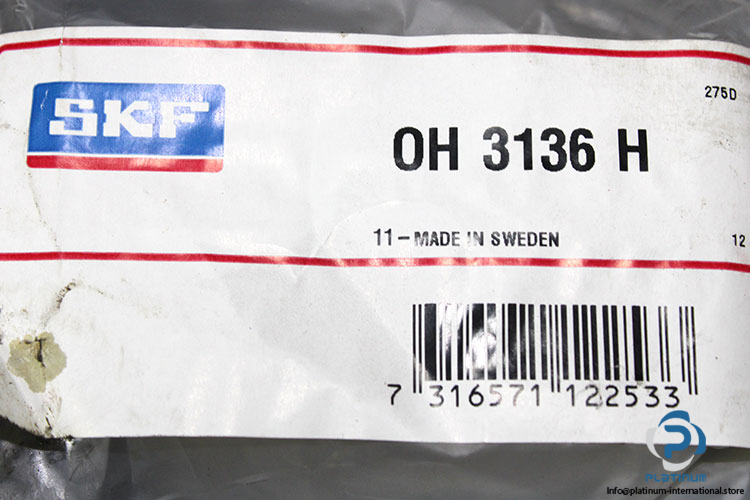 275D
SKF
OH 3136 H
11-MADE IN SWEDEN
12
7 316571 122533
PLATINUM
Info@platinum-international.store